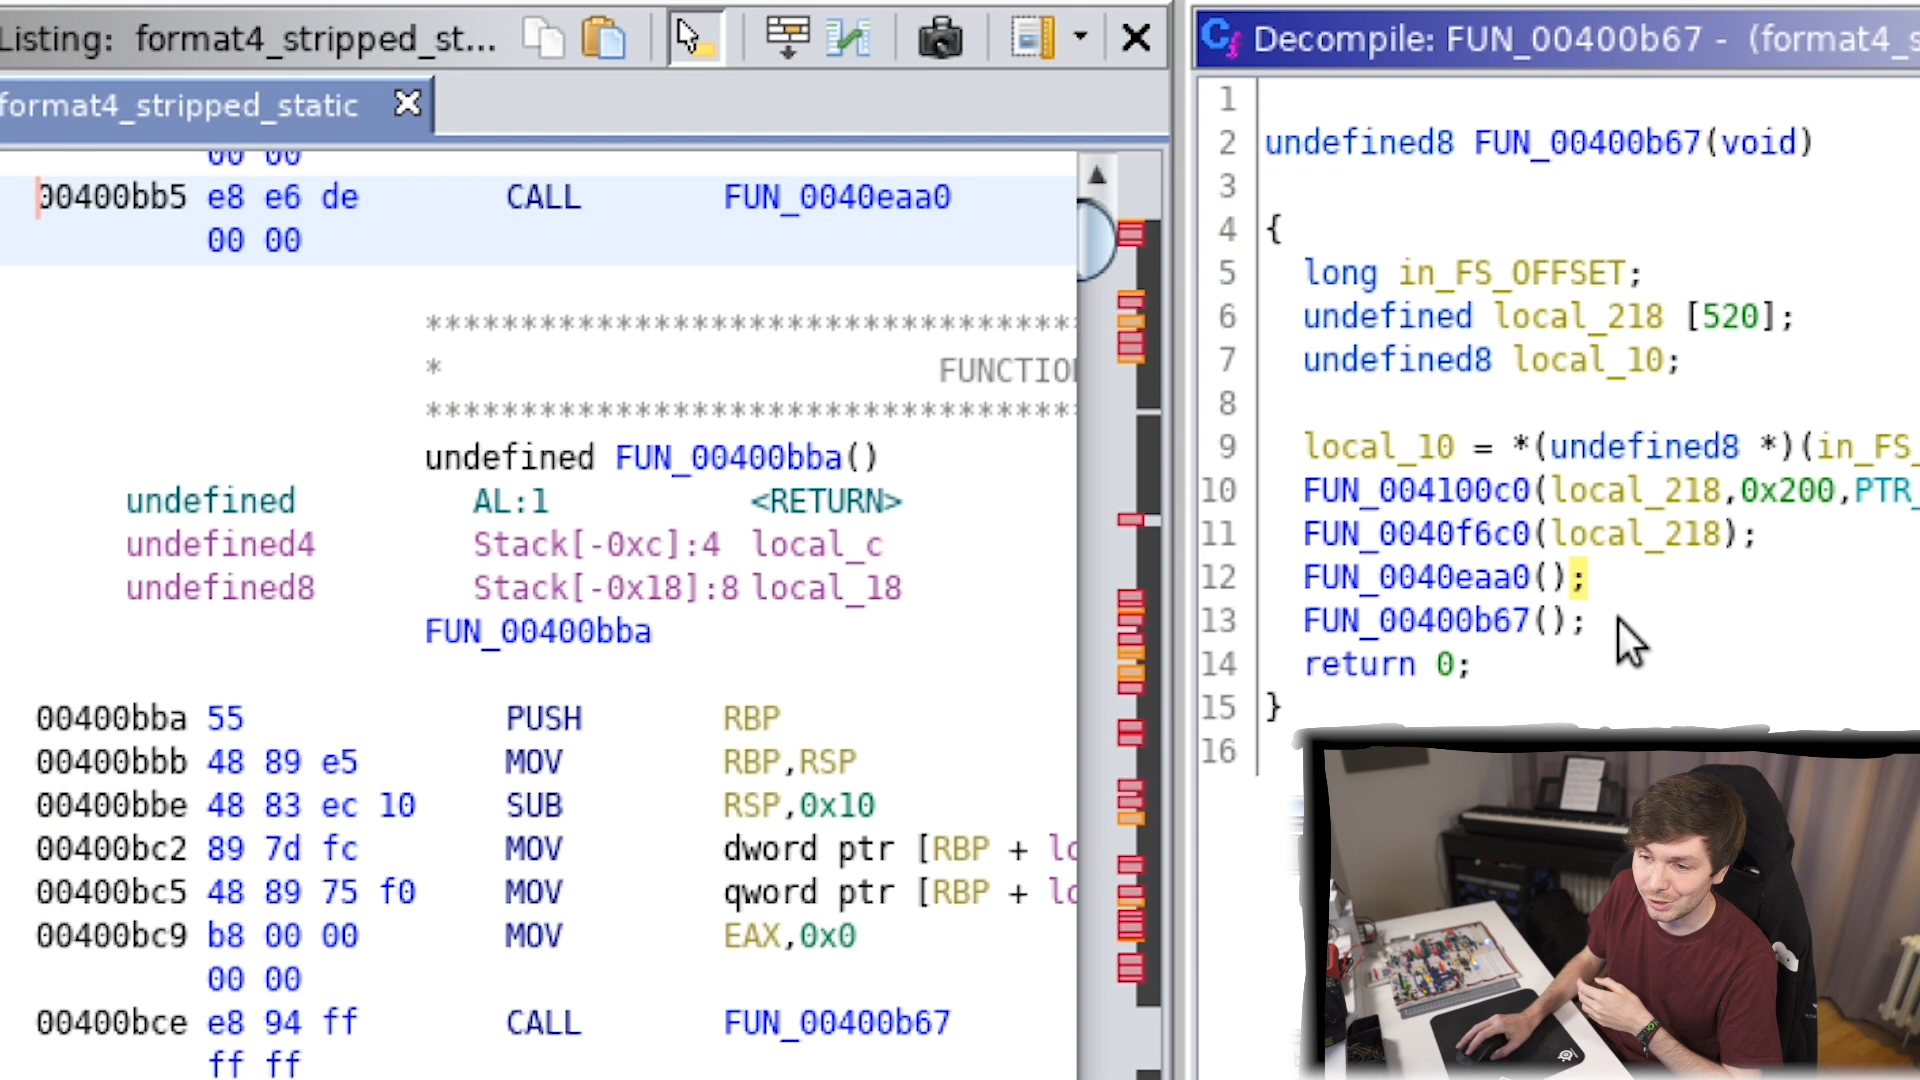 Listing: format4_stripped_st...
format4_stripped_static
00 00
00400bb5 e8 e6 de CALL FUN_0040eaa0
00 00
**********************************
* FUNCTION
**********************************
undefined FUN_00400bba()
undefined AL:1 <RETURN>
undefined4 Stack[-0xc]:4 local_c
undefined8 Stack[-0x18]:8 local_18
FUN_00400bba
00400bba 55 PUSH RBP
00400bbb 48 89 e5 MOV RBP,RSP
00400bbe 48 83 ec 10 SUB RSP,0x10
00400bc2 89 7d fc MOV dword ptr [RBP + lo
00400bc5 48 89 75 f0 MOV qword ptr [RBP + lo
00400bc9 b8 00 00 MOV EAX,0x0
00 00
00400bce e8 94 ff CALL FUN_00400b67
ff ff
Decompile: FUN_00400b67 - (format4_s
1
2 undefined8 FUN_00400b67(void)
3
4 {
5 long in_FS_OFFSET;
6 undefined local_218 [520];
7 undefined8 local_10;
8
9 local_10 = *(undefined8 *)(in_FS_
10 FUN_004100c0(local_218,0x200,PTR_
11 FUN_0040f6c0(local_218);
12 FUN_0040eaa0();
13 FUN_00400b67();
14 return 0;
15 }
16